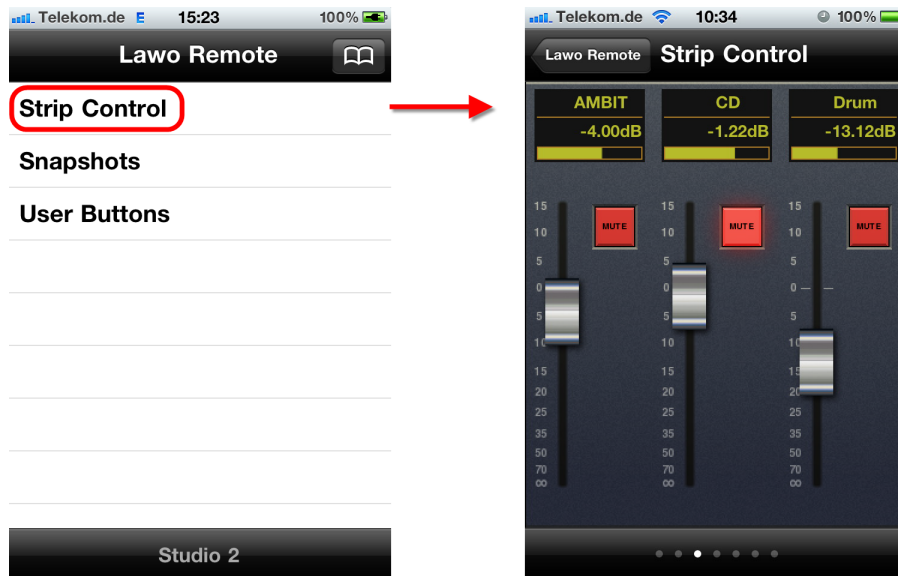 Telekom.de E 15:23 100%
Lawo Remote
Strip Control
Snapshots
User Buttons
Studio 2
Telekom.de 10:34 100%
Lawo Remote Strip Control
AMBIT CD Drum
-4.00dB -1.22dB -13.12dB
15 15 15
MUTE MUTE MUTE
10 10 10
5 5 5
0 0 0
5 5 5
10 10 10
15 15 15
20 20 20
25 25 25
35 35 35
50 50 50
70 70 70
∞ ∞ ∞